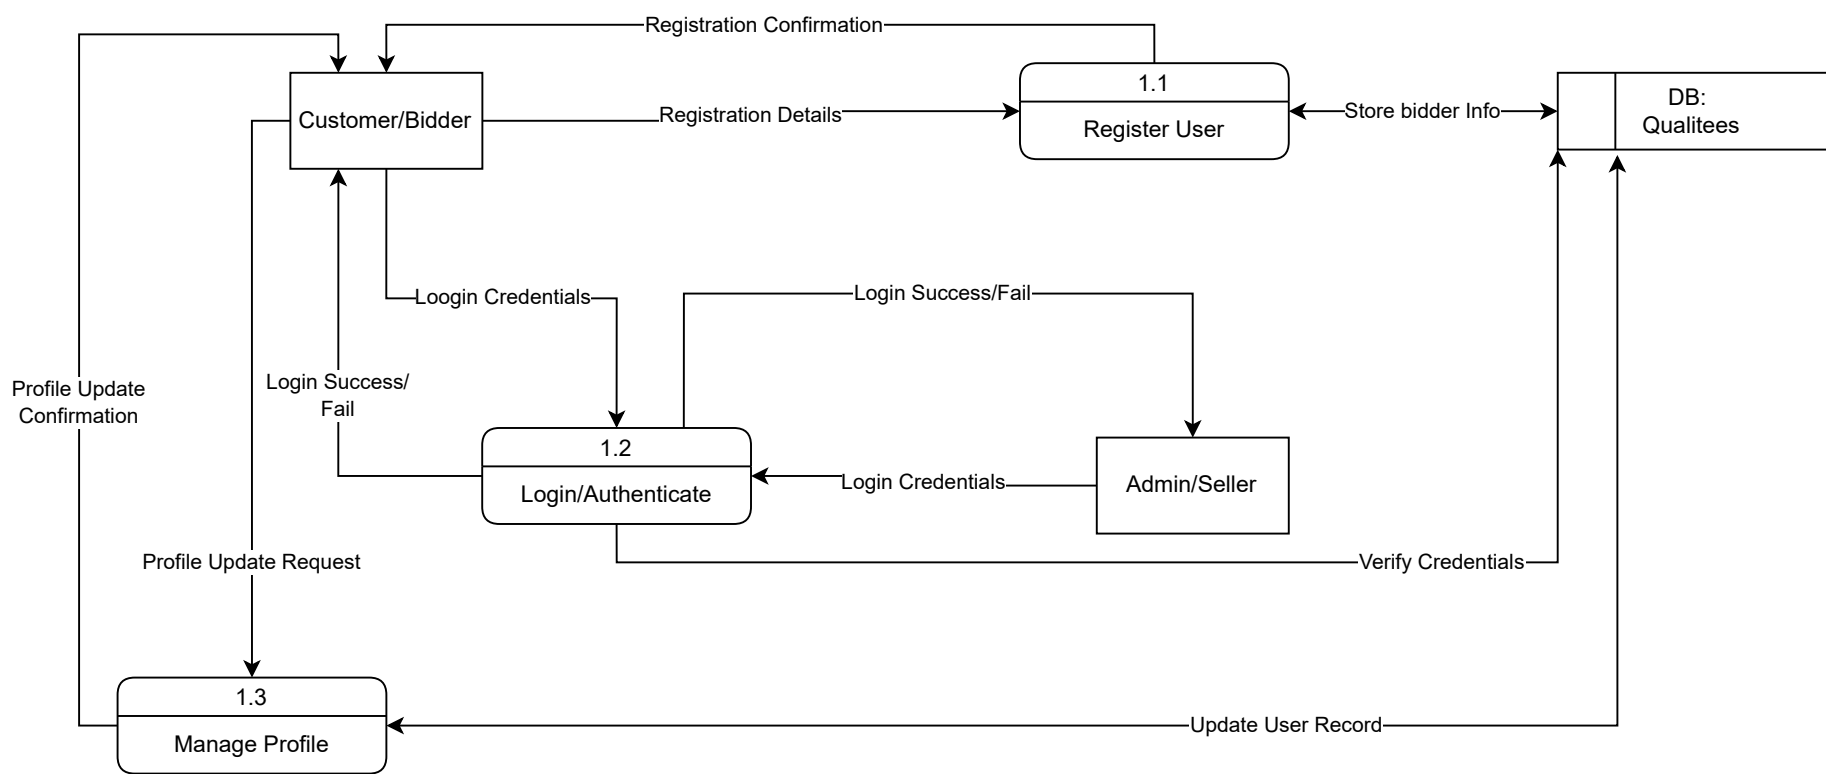 Registration Confirmation
1.1
Register User
Customer/Bidder
Registration Details
Store bidder Info
DB:
Qualitees
Loogin Credentials
Login Success/Fail
Profile Update
Confirmation
Login Success/
Fail
1.2
Login/Authenticate
Login Credentials
Admin/Seller
Profile Update Request
Verify Credentials
1.3
Manage Profile
Update User Record